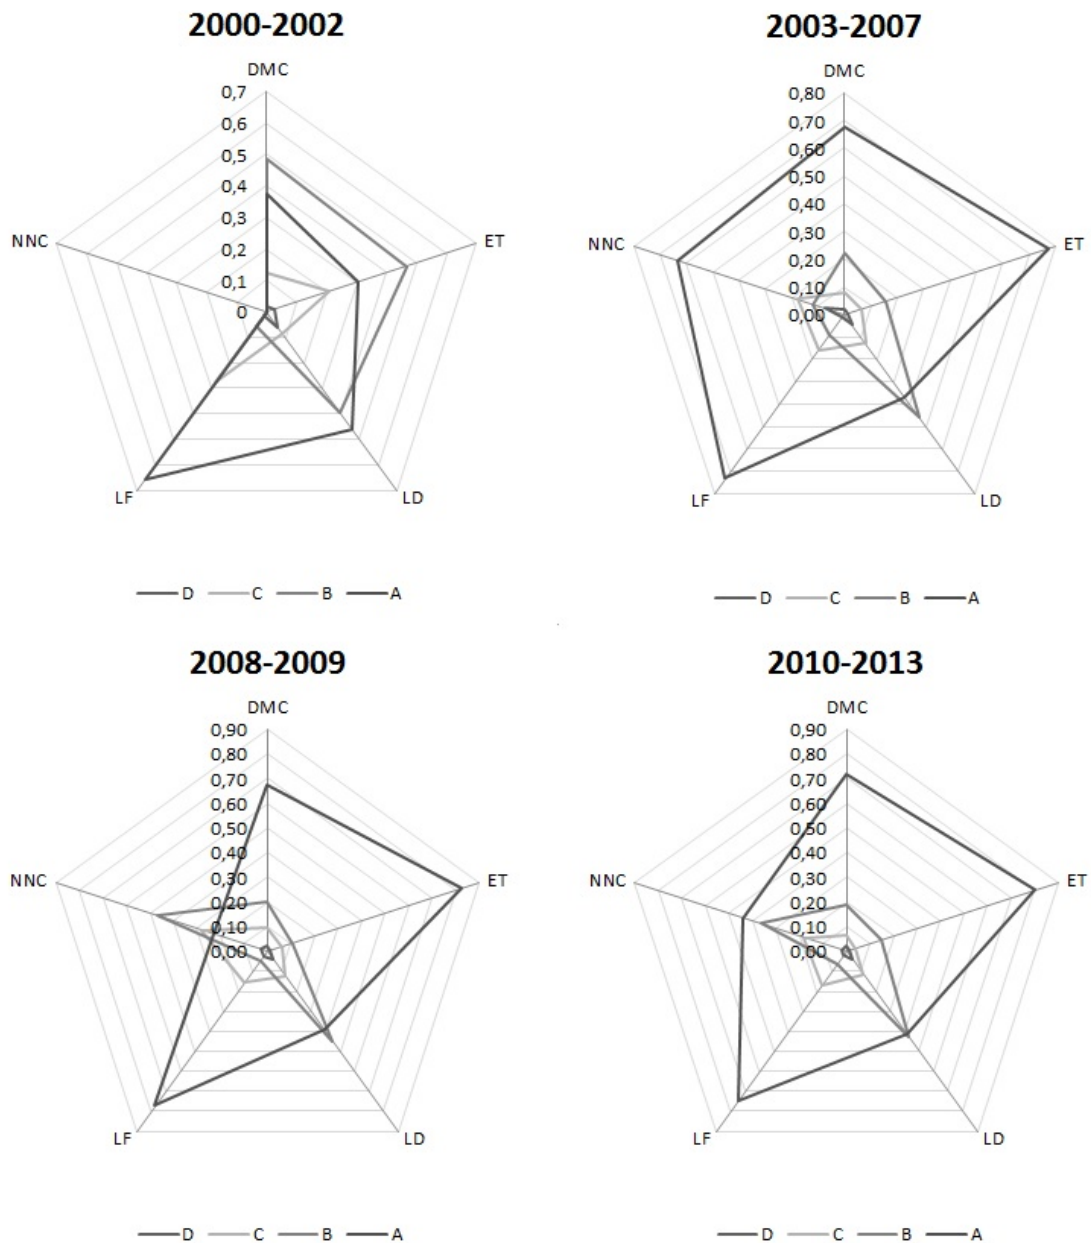 2000-2002
DMC
0,7
0,6
0,5
0,4
0,3
0,2
0,1
0
NNC
ET
LF
LD
D C B A
2003-2007
DMC
0,80
0,70
0,60
0,50
0,40
0,30
0,20
0,10
0,00
NNC
ET
LF
LD
D C B A
2008-2009
DMC
0,90
0,80
0,70
0,60
0,50
0,40
0,30
0,20
0,10
0,00
NNC
ET
LF
LD
D C B A
2010-2013
DMC
0,90
0,80
0,70
0,60
0,50
0,40
0,30
0,20
0,10
0,00
NNC
ET
LF
LD
D C B A